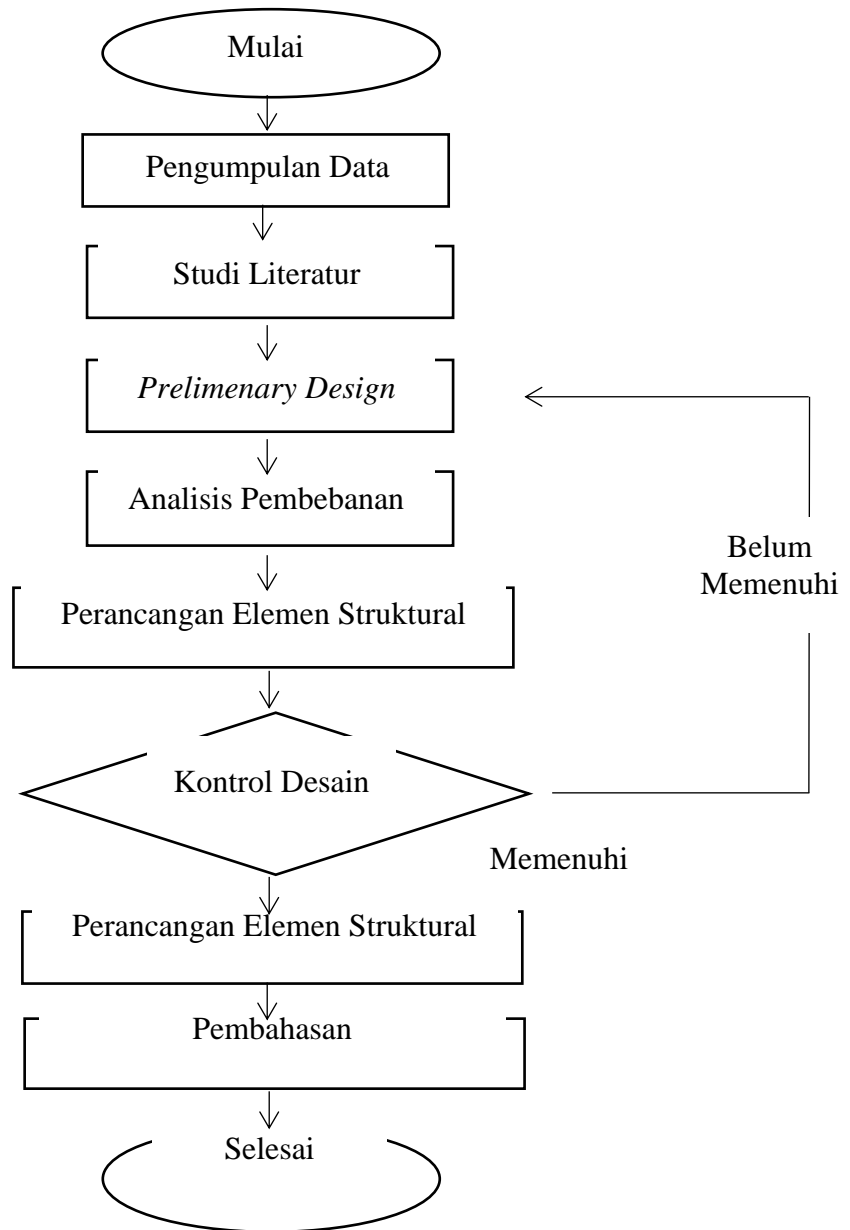 Mulai
Pengumpulan Data
Studi Literatur
Prelimenary Design
Analisis Pembebanan
Belum
Memenuhi
Perancangan Elemen Struktural
Kontrol Desain
Memenuhi
Perancangan Elemen Struktural
Pembahasan
Selesai